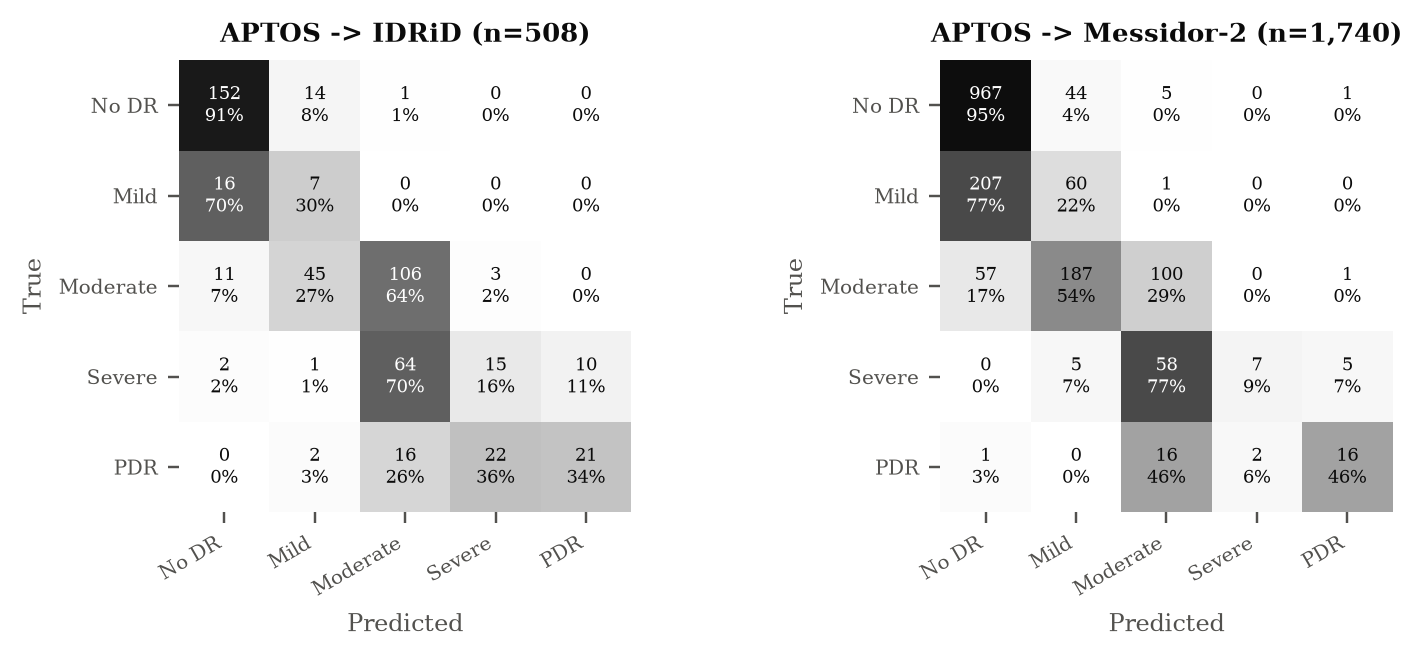 APTOS -> IDRiD (n=508)
No DR
152 14 1 0 0
91% 8% 1% 0% 0%
Mild
16 7 0 0 0
70% 30% 0% 0% 0%
Moderate
11 45 106 3 0
7% 27% 64% 2% 0%
Severe
2 1 64 15 10
2% 1% 70% 16% 11%
PDR
0 2 16 22 21
0% 3% 26% 36% 34%
True
No DR Mild Moderate Severe PDR
Predicted
APTOS -> Messidor-2 (n=1,740)
No DR
967 44 5 0 1
95% 4% 0% 0% 0%
Mild
207 60 1 0 0
77% 22% 0% 0% 0%
Moderate
57 187 100 0 1
17% 54% 29% 0% 0%
Severe
0 5 58 7 5
0% 7% 77% 9% 7%
PDR
1 0 16 2 16
3% 0% 46% 6% 46%
True
No DR Mild Moderate Severe PDR
Predicted